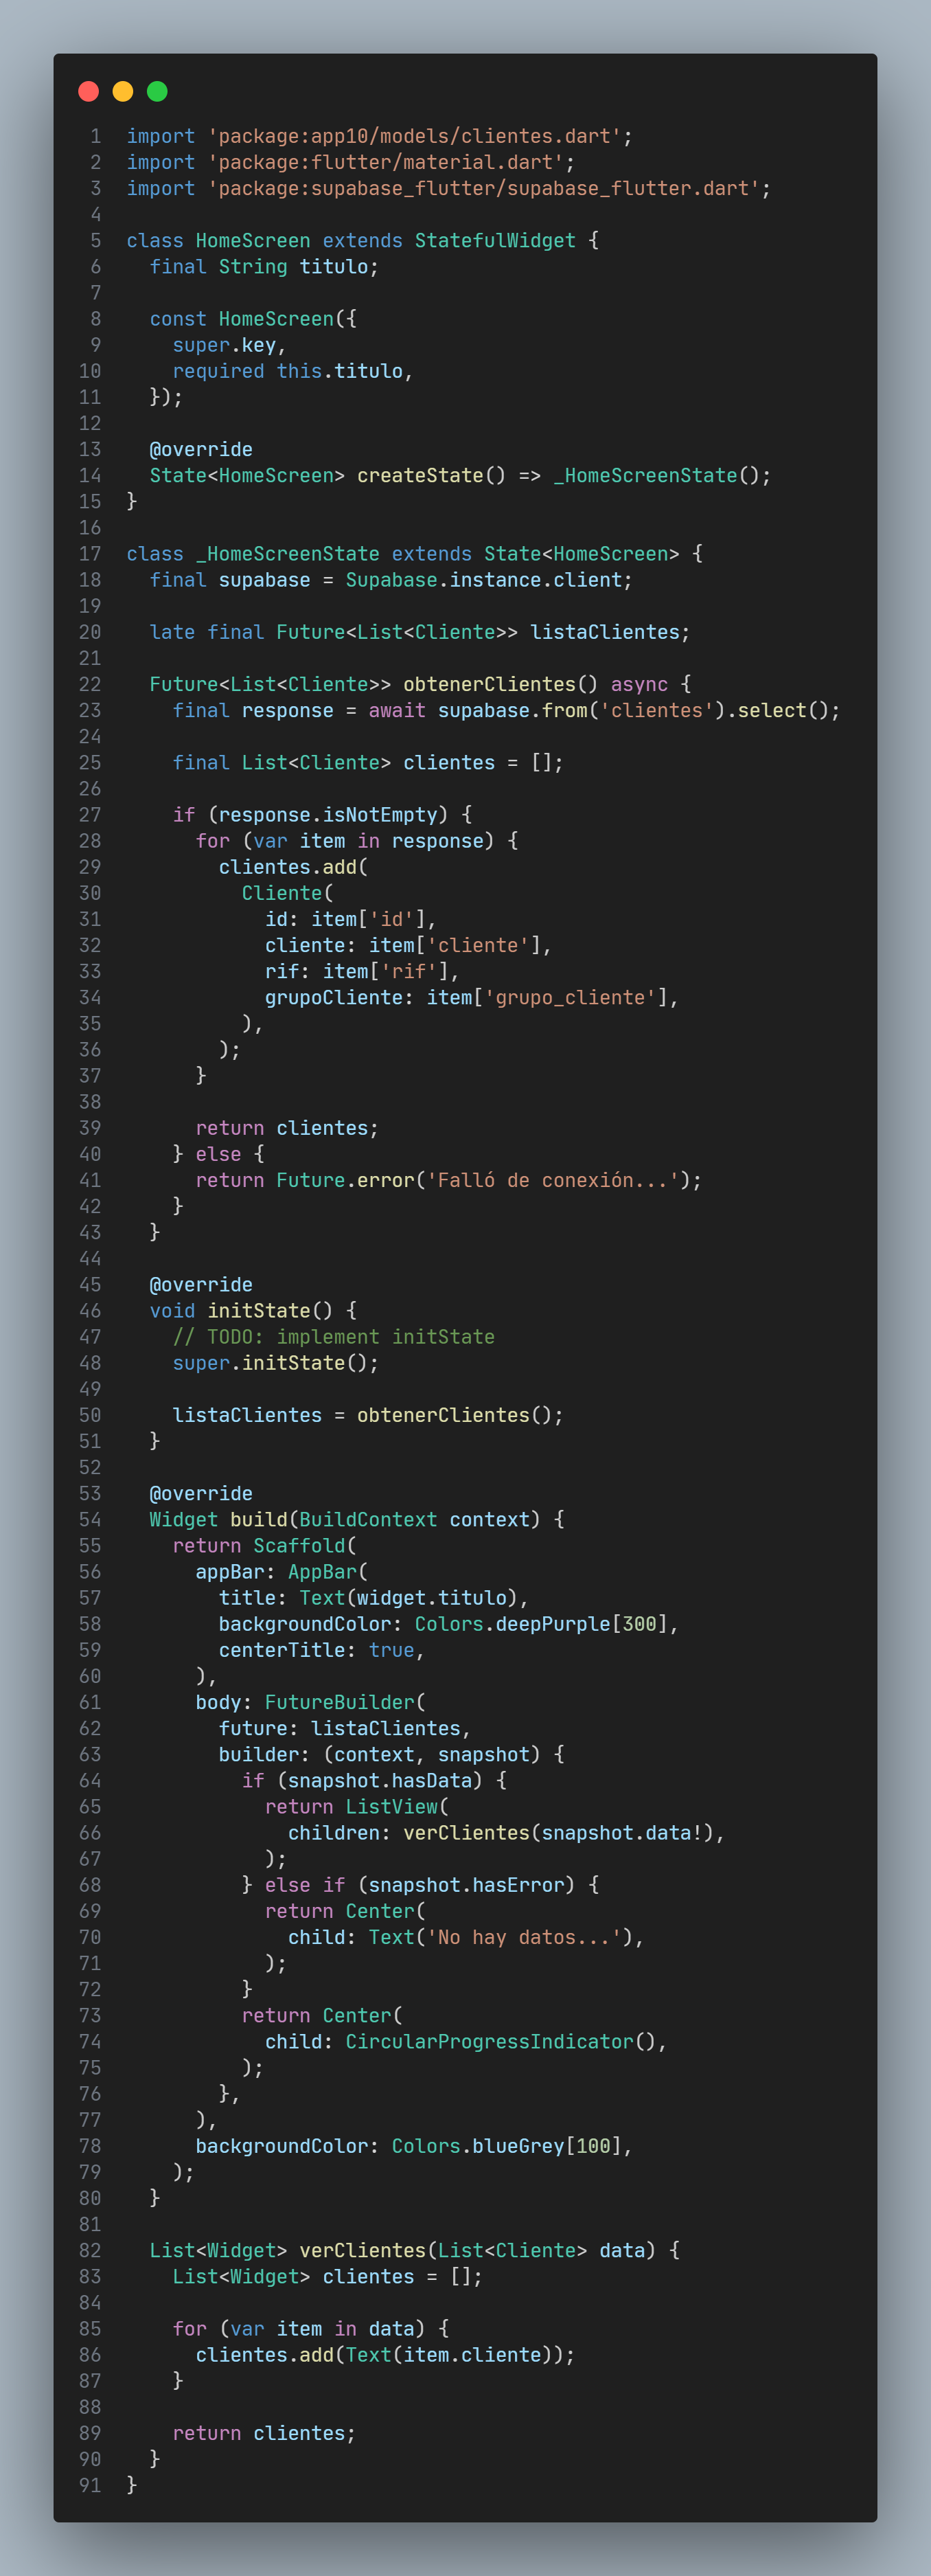 1 import 'package:app10/models/clientes.dart';
2 import 'package:flutter/material.dart';
3 import 'package:supabase_flutter/supabase_flutter.dart';
4
5 class HomeScreen extends StatefulWidget {
6   final String titulo;
7
8   const HomeScreen({
9     super.key,
10     required this.titulo,
11   });
12
13   @override
14   State<HomeScreen> createState() => _HomeScreenState();
15 }
16
17 class _HomeScreenState extends State<HomeScreen> {
18   final supabase = Supabase.instance.client;
19
20   late final Future<List<Cliente>> listaClientes;
21
22   Future<List<Cliente>> obtenerClientes() async {
23     final response = await supabase.from('clientes').select();
24
25     final List<Cliente> clientes = [];
26
27     if (response.isNotEmpty) {
28       for (var item in response) {
29         clientes.add(
30           Cliente(
31             id: item['id'],
32             cliente: item['cliente'],
33             rif: item['rif'],
34             grupoCliente: item['grupo_cliente'],
35           ),
36         );
37       }
38
39       return clientes;
40     } else {
41       return Future.error('Falló de conexión...');
42     }
43   }
44
45   @override
46   void initState() {
47     // TODO: implement initState
48     super.initState();
49
50     listaClientes = obtenerClientes();
51   }
52
53   @override
54   Widget build(BuildContext context) {
55     return Scaffold(
56       appBar: AppBar(
57         title: Text(widget.titulo),
58         backgroundColor: Colors.deepPurple[300],
59         centerTitle: true,
60       ),
61       body: FutureBuilder(
62         future: listaClientes,
63         builder: (context, snapshot) {
64           if (snapshot.hasData) {
65             return ListView(
66               children: verClientes(snapshot.data!),
67             );
68           } else if (snapshot.hasError) {
69             return Center(
70               child: Text('No hay datos...'),
71             );
72           }
73           return Center(
74             child: CircularProgressIndicator(),
75           );
76         },
77       ),
78       backgroundColor: Colors.blueGrey[100],
79     );
80   }
81
82   List<Widget> verClientes(List<Cliente> data) {
83     List<Widget> clientes = [];
84
85     for (var item in data) {
86       clientes.add(Text(item.cliente));
87     }
88
89     return clientes;
90   }
91 }